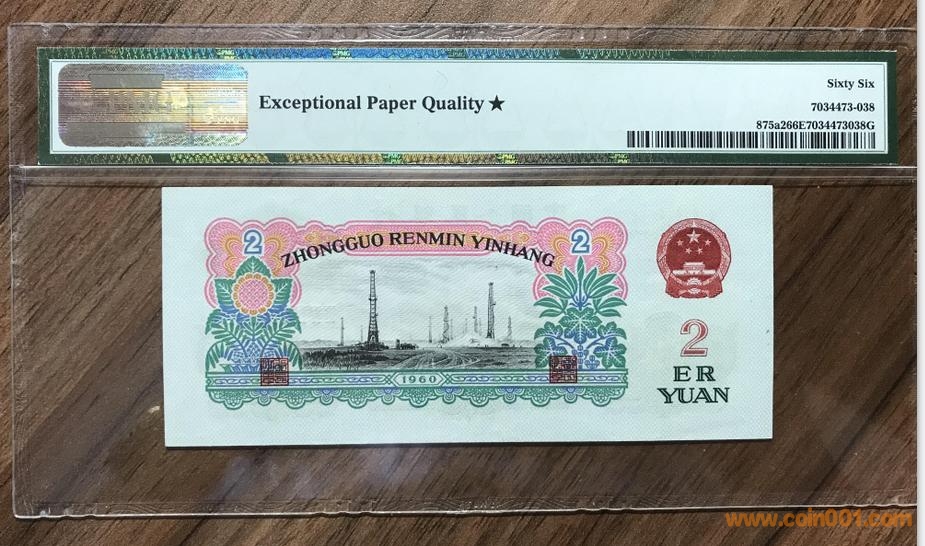 Exceptional Paper Quality ★
Sixty Six
7034473-038
875a266E7034473038G
2
ZHONGGUO RENMIN YINHANG
2
1960
2
ER
YUAN
www.coin001.com